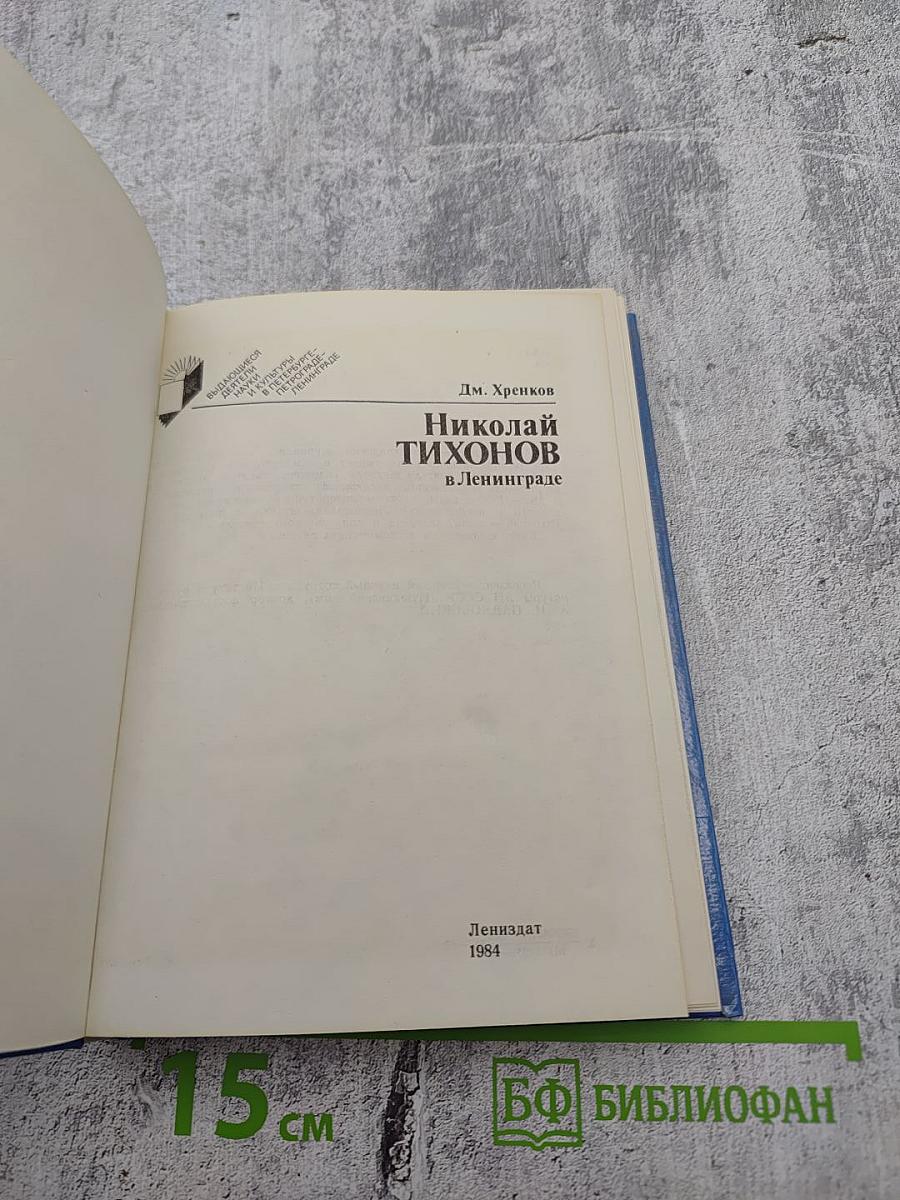 ВЫДАЮЩИЕСЯ
ДЕЯТЕЛИ
НАУКИ
И КУЛЬТУРЫ
В ПЕТЕРБУРГЕ–
ПЕТРОГРАДЕ–
ЛЕНИНГРАДЕ
Дм. Хренков
Николай
ТИХОНОВ
в Ленинграде
Лениздат
1984
15 см
БФ БИБЛИОФАН